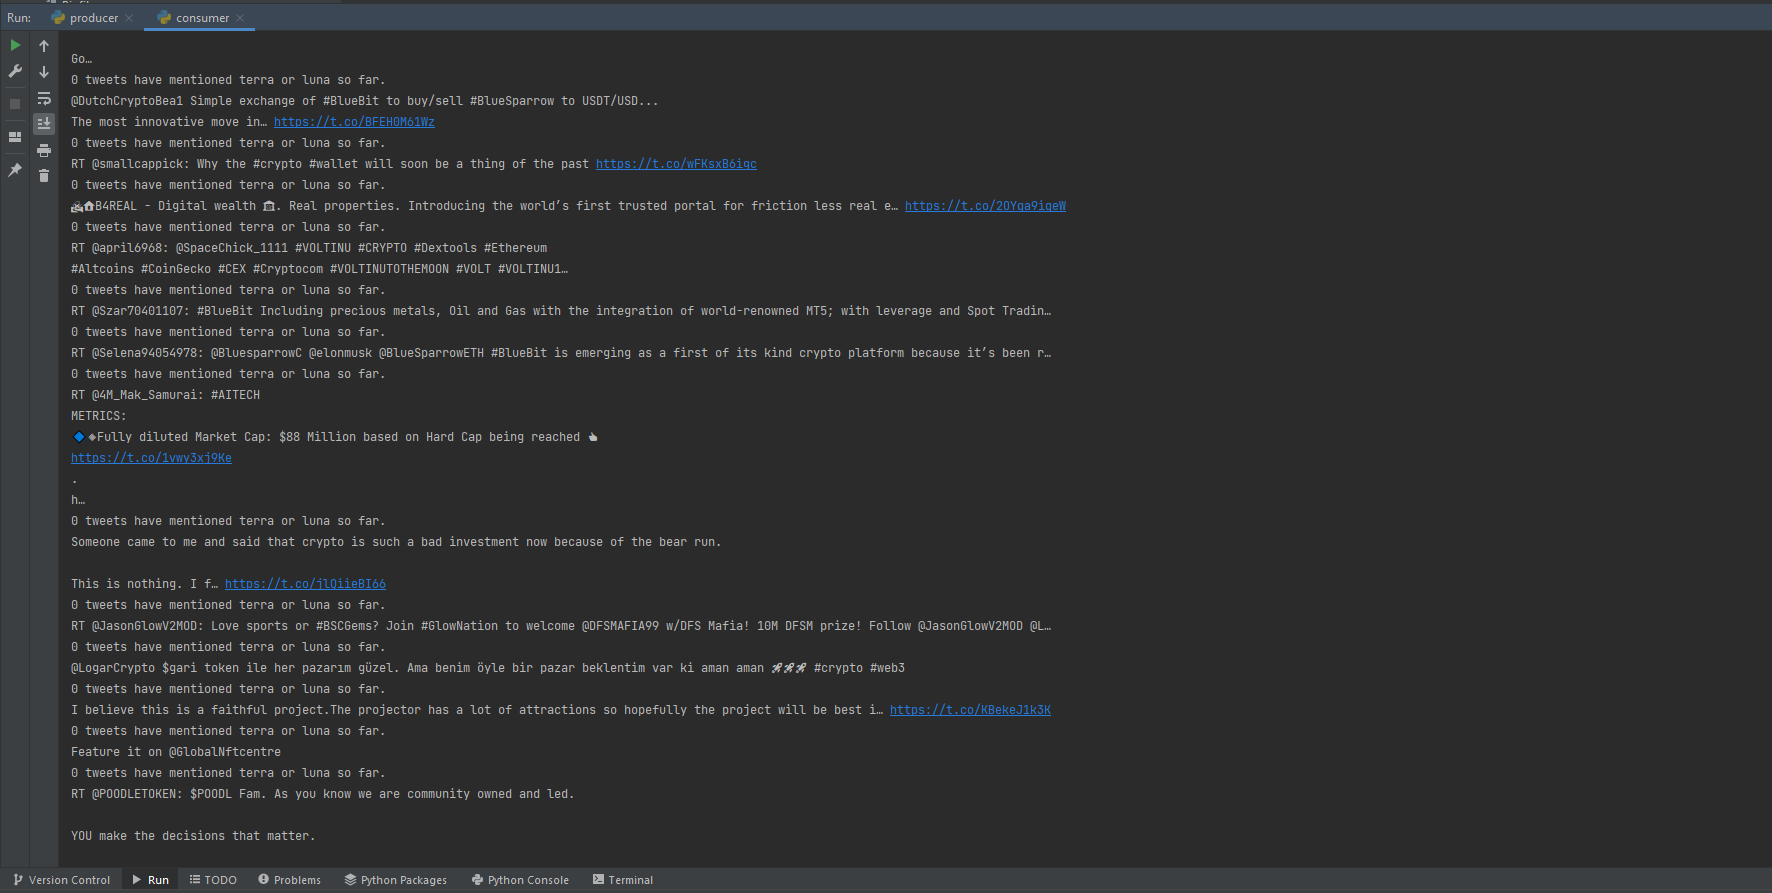 Run: producer consumer
Go…
0 tweets have mentioned terra or luna so far.
@DutchCryptoBea1 Simple exchange of #BlueBit to buy/sell #BlueSparrow to USDT/USD...
The most innovative move in… https://t.co/BFEH0M61Wz
0 tweets have mentioned terra or luna so far.
RT @smallcappick: Why the #crypto #wallet will soon be a thing of the past https://t.co/wFKsxB6iqc
0 tweets have mentioned terra or luna so far.
B4REAL - Digital wealth 🏦. Real properties. Introducing the world’s first trusted portal for friction less real e… https://t.co/2OYqa9iqeW
0 tweets have mentioned terra or luna so far.
RT @april6968: @SpaceChick_1111 #VOLTINU #CRYPTO #Dextools #Ethereum
#Altcoins #CoinGecko #CEX #Cryptocom #VOLTINUTOTHEMOON #VOLT #VOLTINU1…
0 tweets have mentioned terra or luna so far.
RT @Szar70401107: #BlueBit Including precious metals, Oil and Gas with the integration of world-renowned MT5; with leverage and Spot Tradin…
0 tweets have mentioned terra or luna so far.
RT @Selena94054978: @BluesparrowC @elonmusk @BlueSparrowETH #BlueBit is emerging as a first of its kind crypto platform because it’s been r…
0 tweets have mentioned terra or luna so far.
RT @4M_Mak_Samurai: #AITECH
METRICS:
🔷🔸Fully diluted Market Cap: $88 Million based on Hard Cap being reached 👆
https://t.co/1vwy3xj9Ke
.
h…
0 tweets have mentioned terra or luna so far.
Someone came to me and said that crypto is such a bad investment now because of the bear run.
This is nothing. I f… https://t.co/jlQiieBI66
0 tweets have mentioned terra or luna so far.
RT @JasonGlowV2MOD: Love sports or #BSCGems? Join #GlowNation to welcome @DFSMAFIA99 w/DFS Mafia! 10M DFSM prize! Follow @JasonGlowV2MOD @L…
0 tweets have mentioned terra or luna so far.
@LogarCrypto $gari token ile her pazarım güzel. Ama benim öyle bir pazar beklentim var ki aman aman 🚀🚀🚀 #crypto #web3
0 tweets have mentioned terra or luna so far.
I believe this is a faithful project.The projector has a lot of attractions so hopefully the project will be best i… https://t.co/KBekeJ1k3K
0 tweets have mentioned terra or luna so far.
Feature it on @GlobalNftcentre
0 tweets have mentioned terra or luna so far.
RT @POODLETOKEN: $POODL Fam. As you know we are community owned and led.
YOU make the decisions that matter.
Version Control Run TODO Problems Python Packages Python Console Terminal